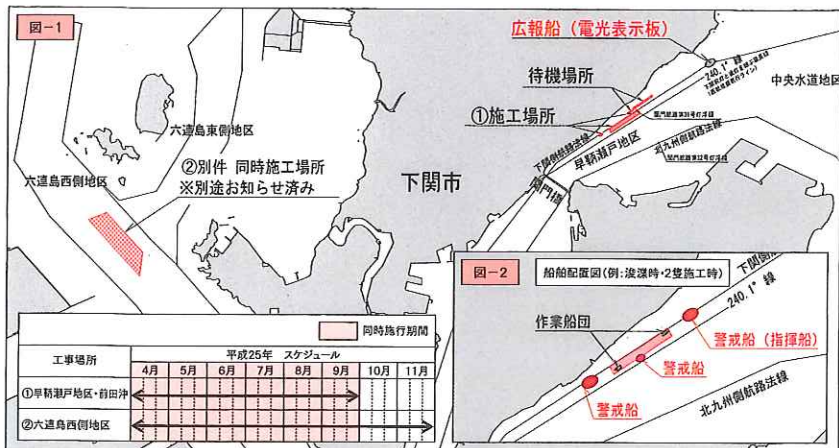 図－1
広報船（電光表示板）
240.1°線
中央水道地区
待機場所
①施工場所
六連島東側地区
②別件 同時施工場所
※別途お知らせ済み
六連島西側地区
下関市
下関側航路法線
早鞆瀬戸地区
北九州側航路法線
関門橋
図－2
船舶配置図(例:浚渫時・2隻施工時)
240.1°線
作業船団
警戒船（指揮船）
警戒船
警戒船
北九州側航路法線
同時施行期間
工事場所
平成25年 スケジュール
4月 5月 6月 7月 8月 9月 10月 11月
①早鞆瀬戸地区・前田沖
②六連島西側地区